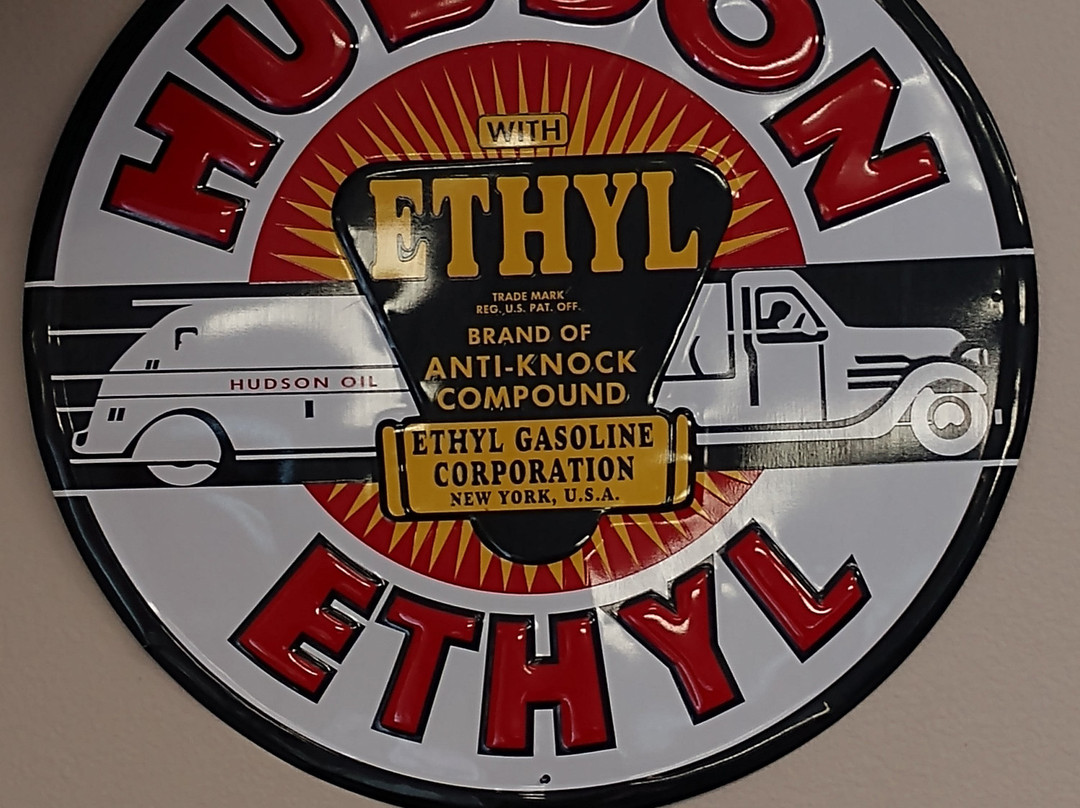 HUDSON
WITH
ETHYL
TRADE MARK
REG. U.S. PAT. OFF.
BRAND OF
ANTI-KNOCK
COMPOUND
HUDSON OIL
ETHYL GASOLINE
CORPORATION
NEW YORK, U.S.A.
ETHYL